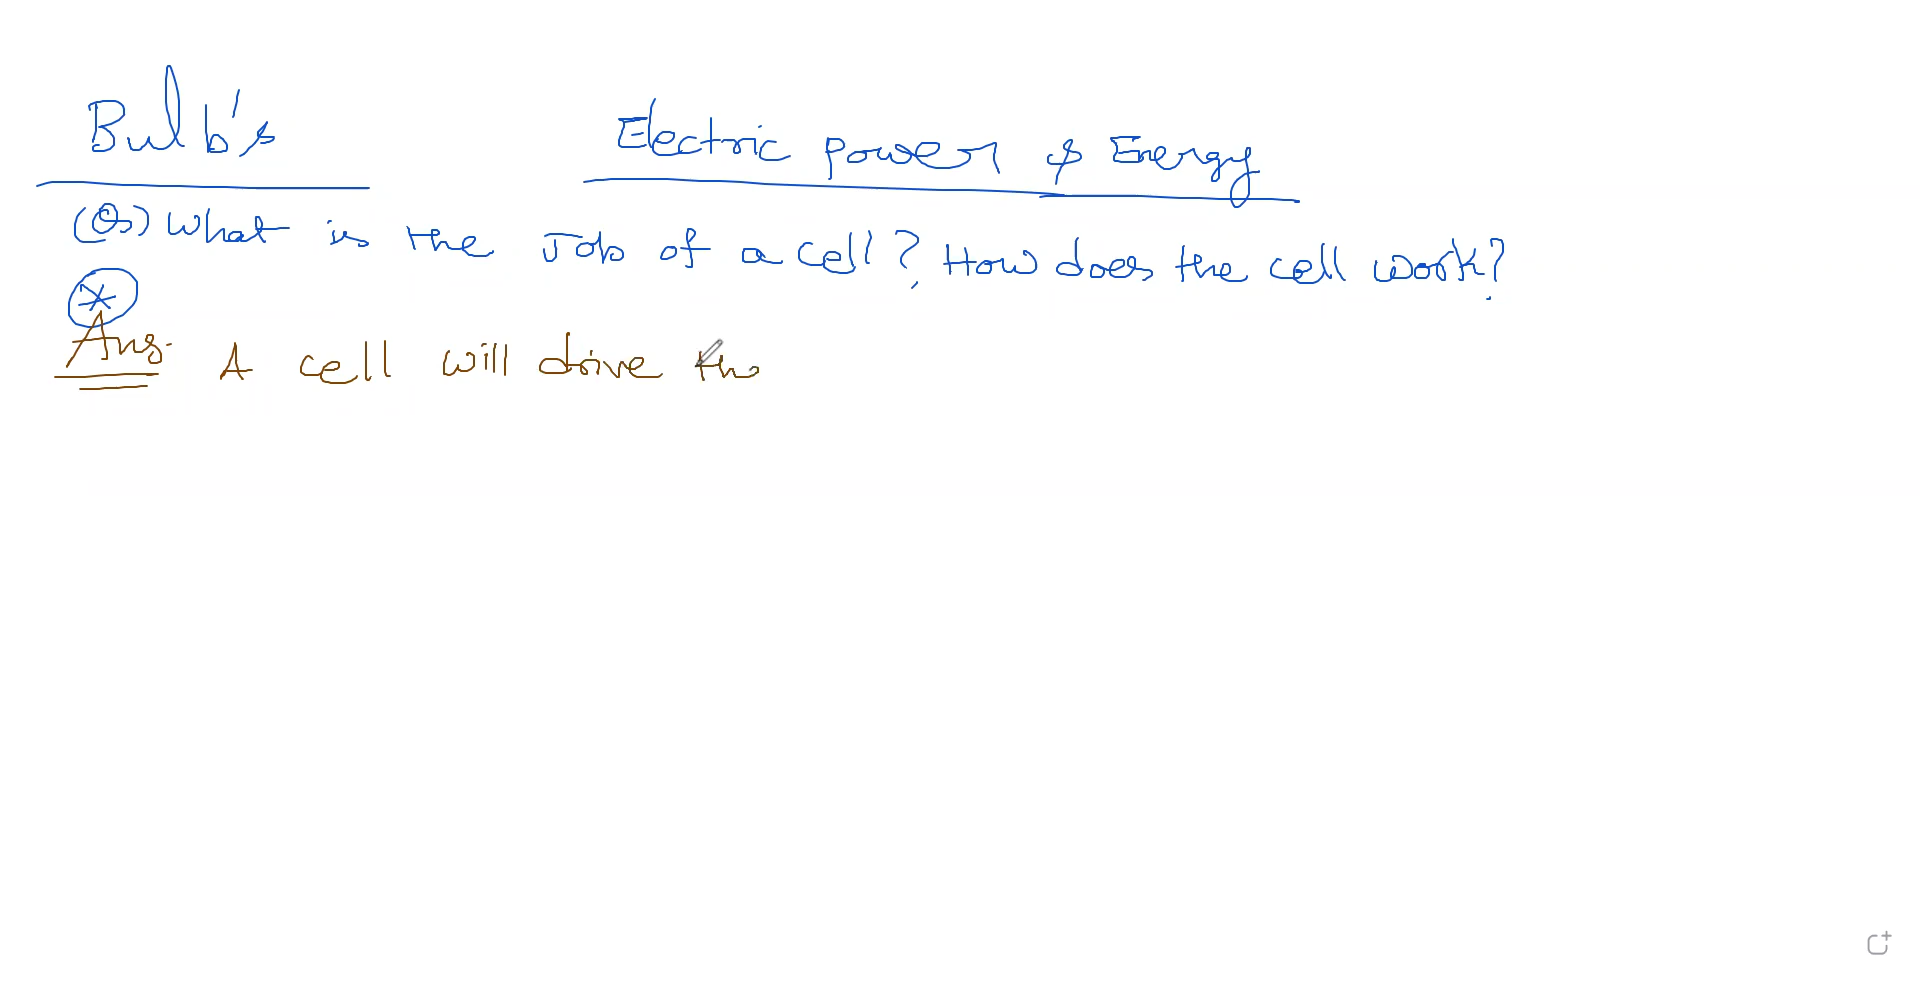 Bulb's Electric power & Energy
(Qs) What is the Job of a cell? How does the cell work?
*
Ans. A cell will drive the